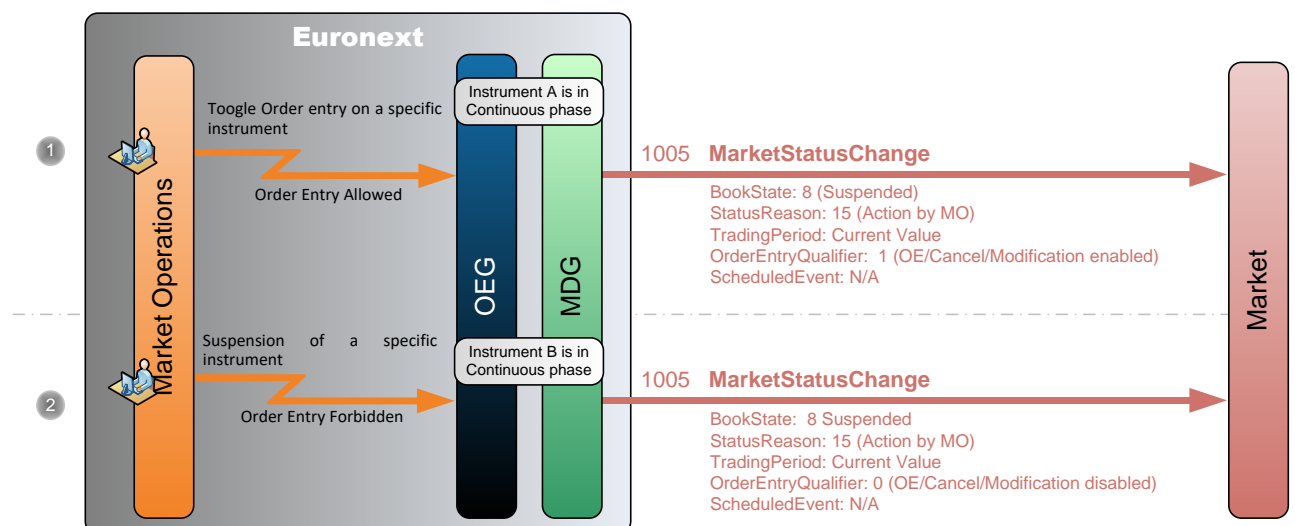 Euronext
Market Operations
OEG
MDG
Market
1
Toogle Order entry on a specific
instrument
Order Entry Allowed
Instrument A is in
Continuous phase
1005 MarketStatusChange
BookState: 8 (Suspended)
StatusReason: 15 (Action by MO)
TradingPeriod: Current Value
OrderEntryQualifier: 1 (OE/Cancel/Modification enabled)
ScheduledEvent: N/A
2
Suspension of a specific
instrument
Order Entry Forbidden
Instrument B is in
Continuous phase
1005 MarketStatusChange
BookState: 8 Suspended
StatusReason: 15 (Action by MO)
TradingPeriod: Current Value
OrderEntryQualifier: 0 (OE/Cancel/Modification disabled)
ScheduledEvent: N/A